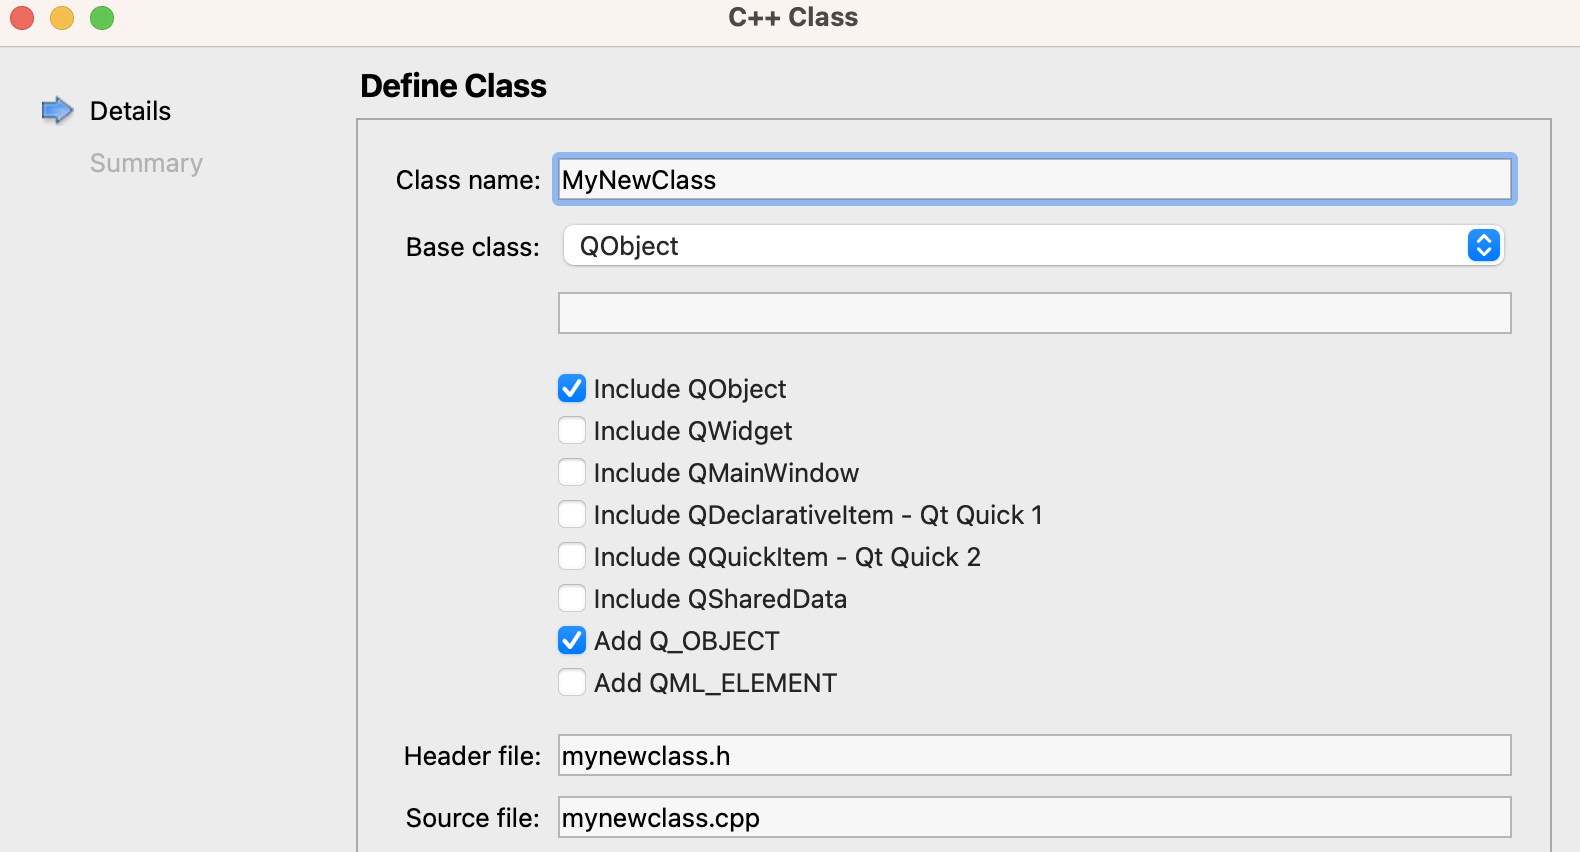 C++ Class
Details
Summary
Define Class
Class name: MyNewClass
Base class: QObject
Include QObject
Include QWidget
Include QMainWindow
Include QDeclarativeItem - Qt Quick 1
Include QQuickItem - Qt Quick 2
Include QSharedData
Add Q_OBJECT
Add QML_ELEMENT
Header file: mynewclass.h
Source file: mynewclass.cpp